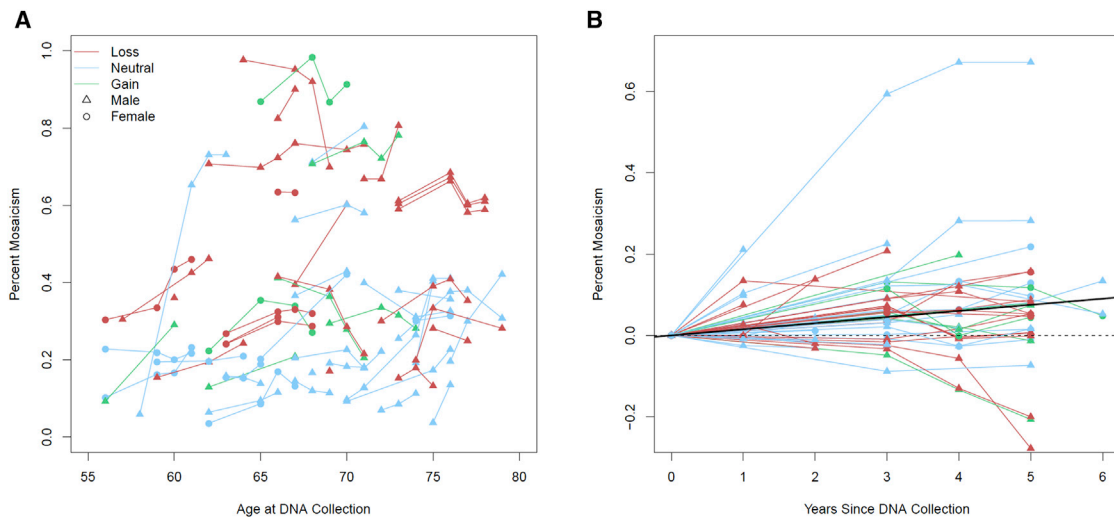 A
Percent Mosaicism
1.0
0.8
0.6
0.4
0.2
0.0
Loss
Neutral
Gain
Male
Female
55 60 65 70 75 80
Age at DNA Collection
B
Percent Mosaicism
0.6
0.4
0.2
0.0
−0.2
0 1 2 3 4 5 6
Years Since DNA Collection